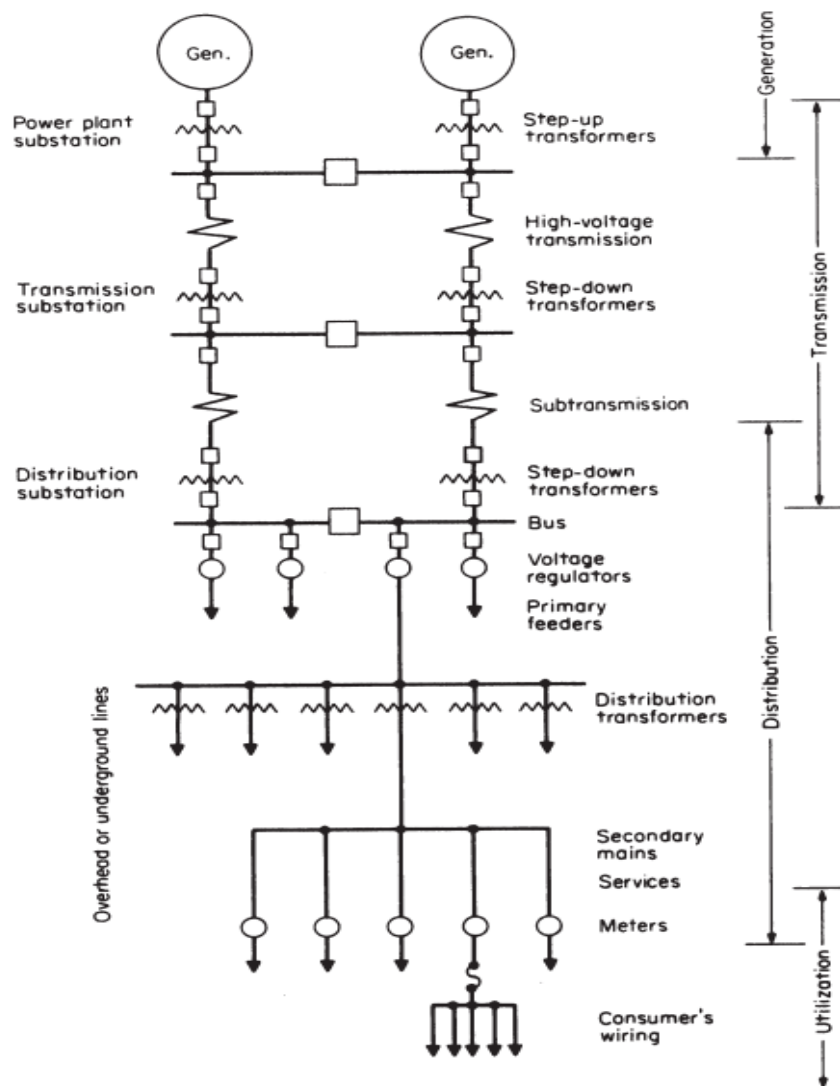 Gen.
Gen.
Generation
Power plant
substation
Step-up
transformers
High-voltage
transmission
Transmission
substation
Step-down
transformers
Transmission
Subtransmission
Distribution
substation
Step-down
transformers
Bus
Voltage
regulators
Primary
feeders
Distribution
Overhead or underground lines
Distribution
transformers
Secondary
mains
Services
Meters
Utilization
Consumer's
wiring